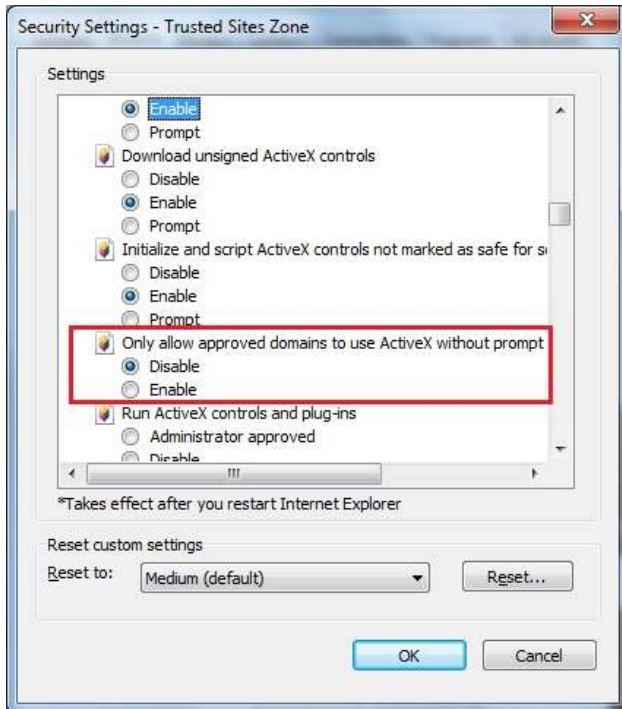 Security Settings - Trusted Sites Zone
Settings
Enable
Prompt
Download unsigned ActiveX controls
Disable
Enable
Prompt
Initialize and script ActiveX controls not marked as safe for
Disable
Enable
Prompt
Only allow approved domains to use ActiveX without prompt
Disable
Enable
Run ActiveX controls and plug-ins
Administrator approved
Disable
*Takes effect after you restart Internet Explorer
Reset custom settings
Reset to: Medium (default) Reset...
OK Cancel